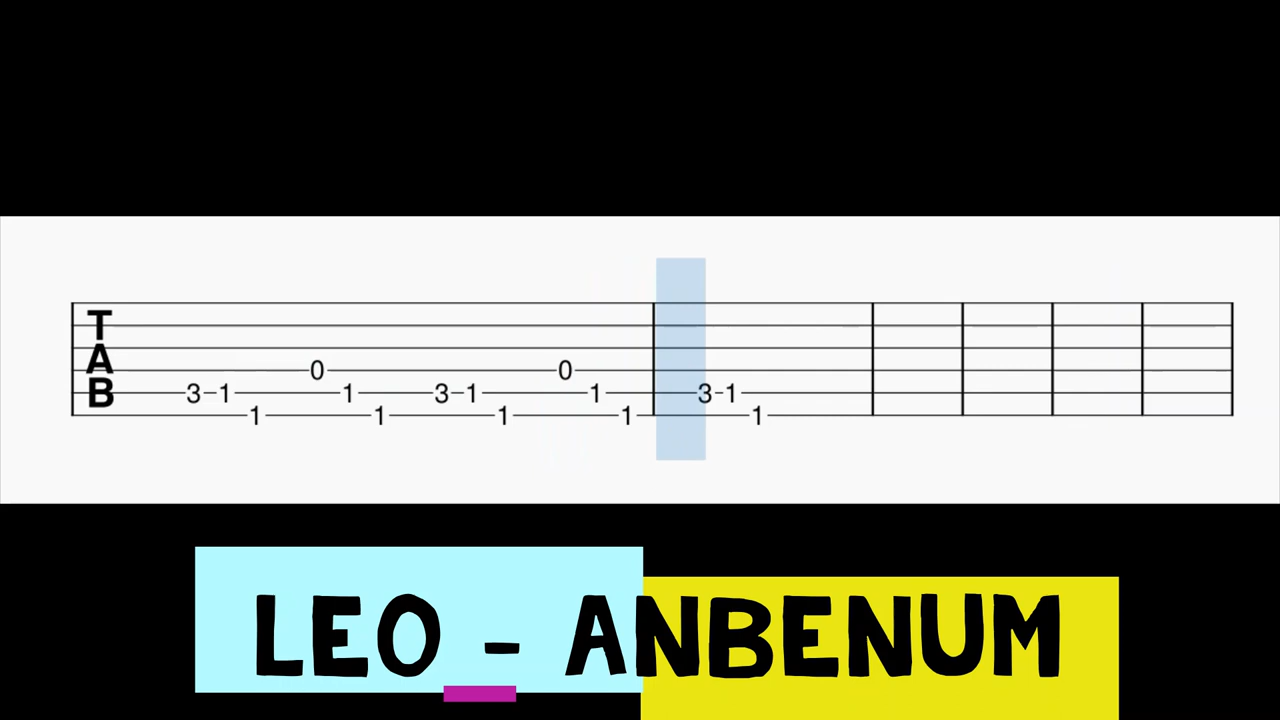 T
A
B
0 0
3 1 1 3 1 1 3 1
1 1 1 1 1
LEO - ANBENUM